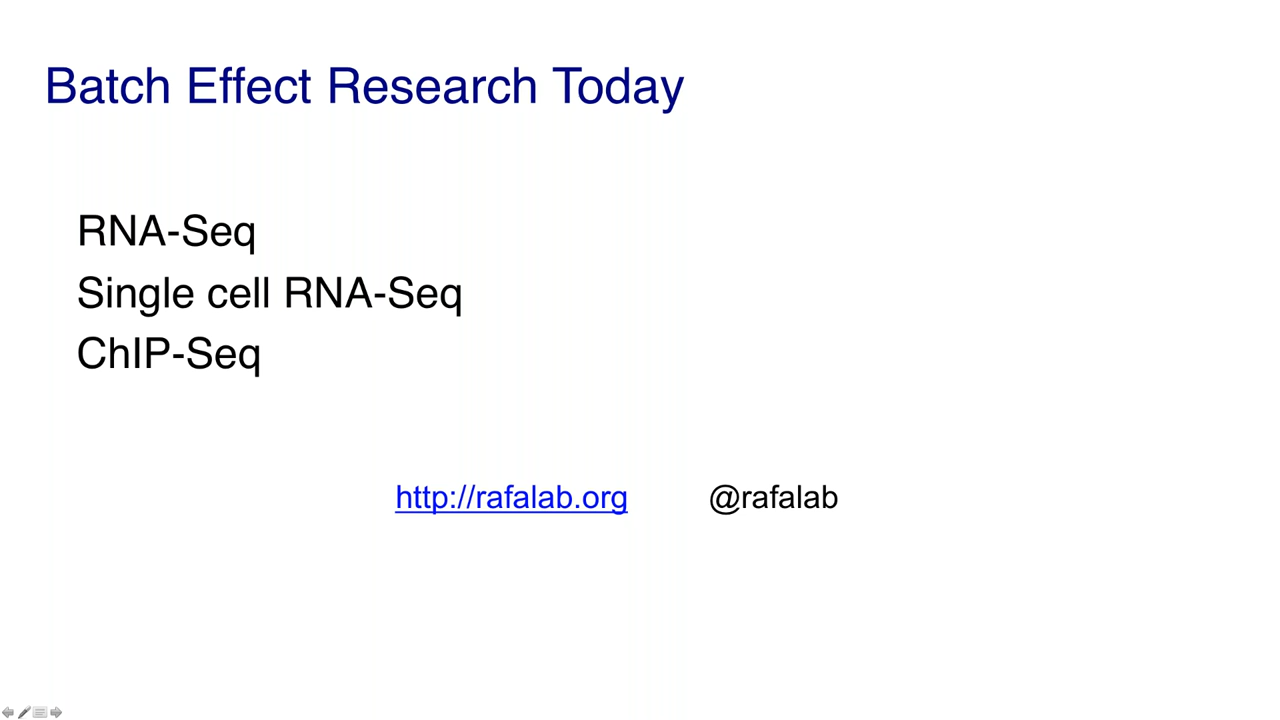 Batch Effect Research Today
RNA-Seq
Single cell RNA-Seq
ChIP-Seq
http://rafalab.org @rafalab